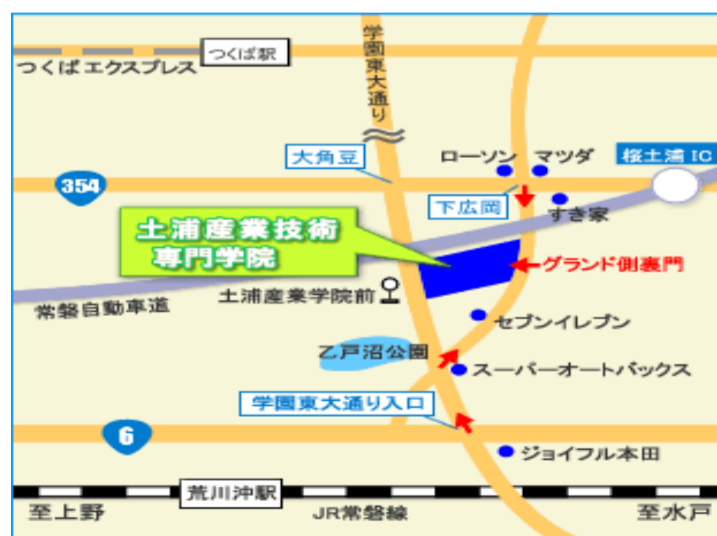 学園東大通り
つくば駅
つくばエクスプレス
大角豆
ローソン
マツダ
桜土浦IC
354
下広岡
すき家
土浦産業技術
専門学院
グランド側裏門
土浦産業学院前
常磐自動車道
セブンイレブン
乙戸沼公園
スーパーオートバックス
学園東大通り入口
6
ジョイフル本田
荒川沖駅
至上野
JR常磐線
至水戸